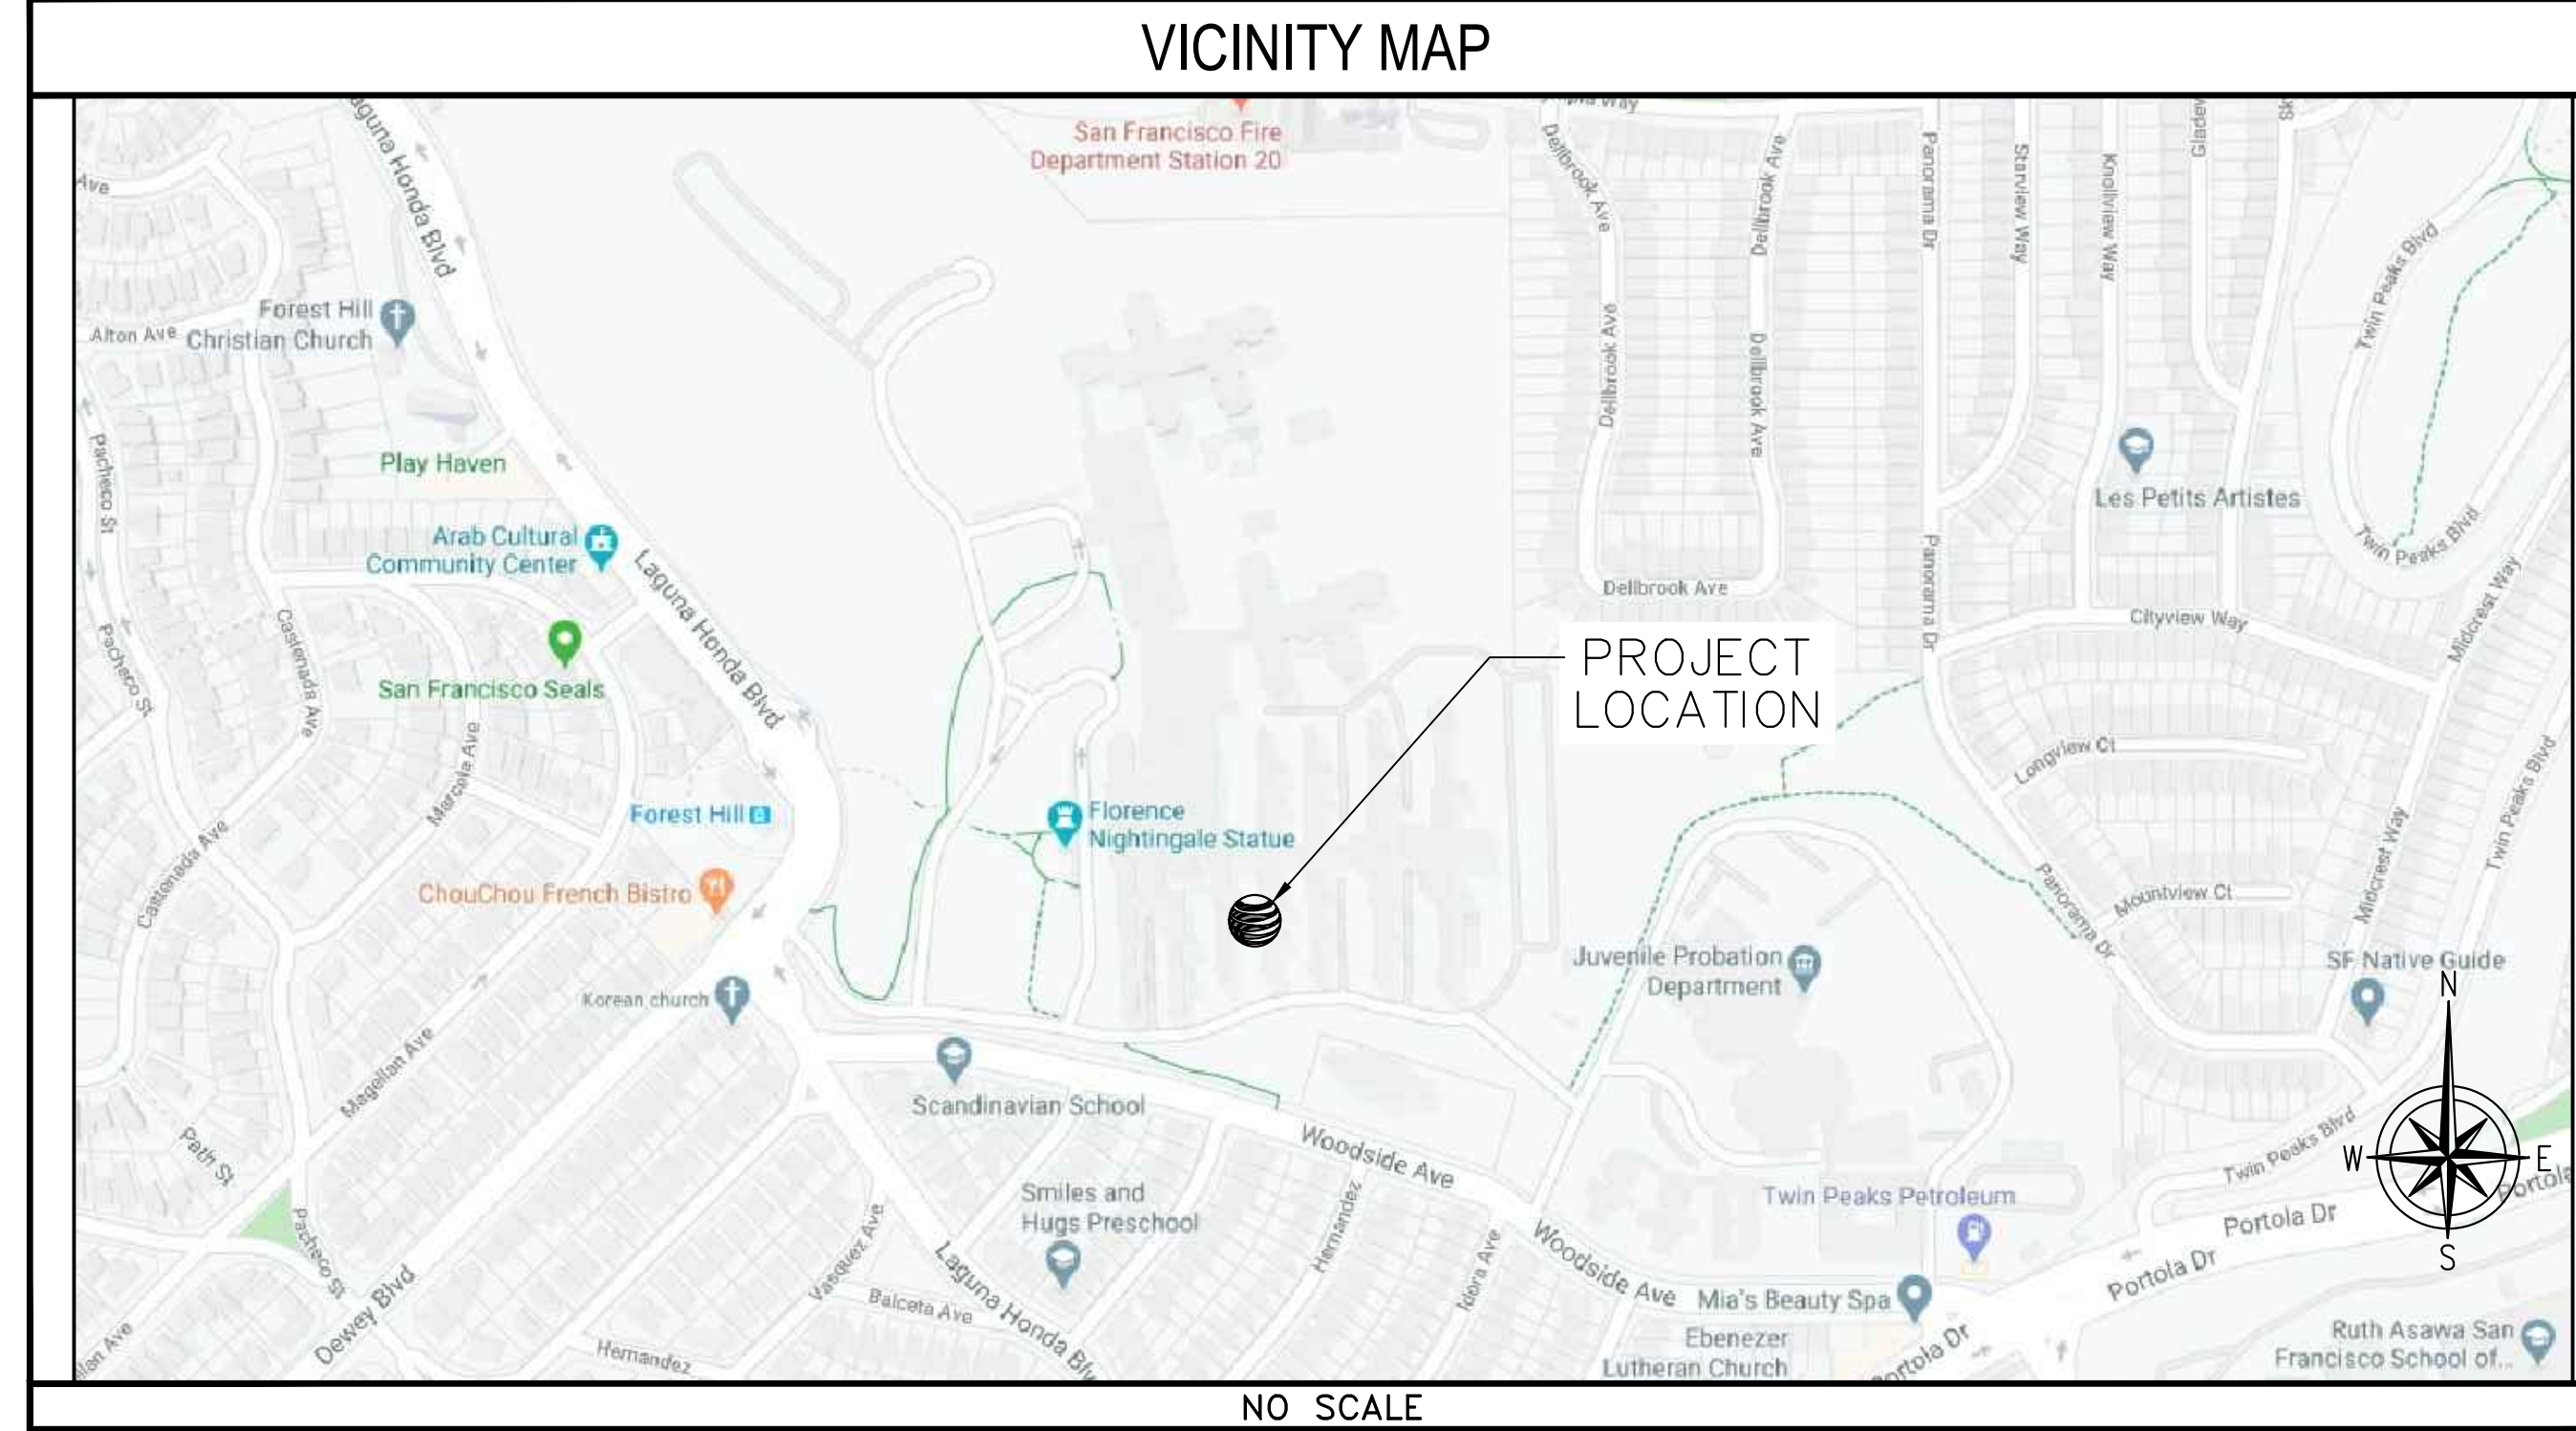 VICINITY MAP
San Francisco Fire
Department Station 20
Laguna Honda Blvd
Dellbrook Ave
Dellbrook Ave
Panorama Dr
Starview Way
Knollview Way
Ave
Twin Peaks Blvd
Forest Hill
Christian Church
Alton Ave
Dellbrook Ave
Dellbrook Ave
Pacheco St
Play Haven
Les Petits Artistes
Arab Cultural
Community Center
Laguna Honda Blvd
Twin Peaks Blvd
Panorama Dr
Dellbrook Ave
Cityview Way
Midcrest Way
Castenada Ave
Pacheco St
San Francisco Seals
PROJECT
LOCATION
Marcela Ave
Longview Ct
Twin Peaks Blvd
Forest Hill
Florence
Nightingale Statue
Castenada Ave
ChouChou French Bistro
Midcrest Way
Mountview Ct
Panorama Dr
Juvenile Probation
Department
SF Native Guide
N
Korean church
Magellan Ave
Scandinavian School
Path St
Woodside Ave
Twin Peaks Blvd
W
E
Smiles and
Hugs Preschool
Hernandez
Twin Peaks Petroleum
Portola Dr
S
Pacheco St
Vasquez Ave
Laguna Honda Blv
Idora Ave
Woodside Ave
Portola Dr
Dewey Blvd
Balceta Ave
Mia's Beauty Spa
Hernandez
Ebenezer
Lutheran Church
Ruth Asawa San
Francisco School of...
NO SCALE